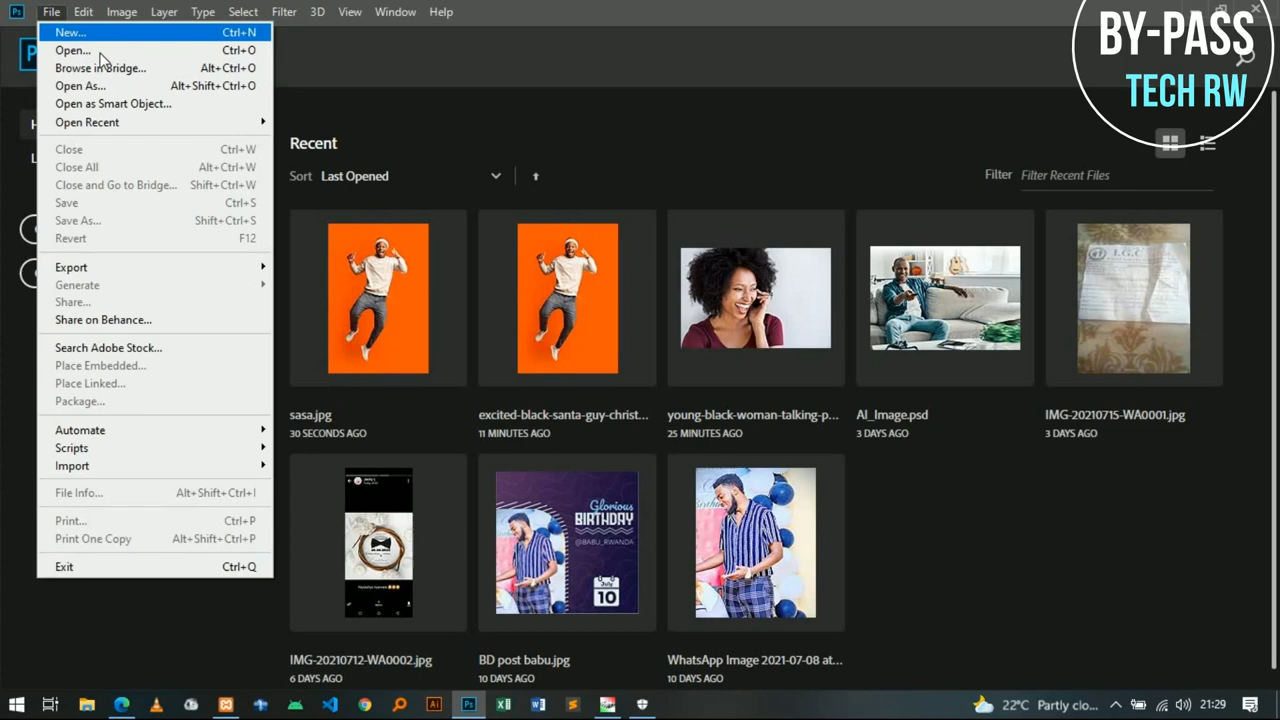 Ps File Edit Image Layer Type Select Filter 3D View Window Help
BY-PASS
TECH RW
New... Ctrl+N
Open... Ctrl+O
Browse in Bridge... Alt+Ctrl+O
Open As... Alt+Shift+Ctrl+O
Open as Smart Object...
Open Recent
Close Ctrl+W
Close All Alt+Ctrl+W
Close and Go to Bridge... Shift+Ctrl+W
Save Ctrl+S
Save As... Shift+Ctrl+S
Revert F12
Export
Generate
Share...
Share on Behance...
Search Adobe Stock...
Place Embedded...
Place Linked...
Package...
Automate
Scripts
Import
File Info... Alt+Shift+Ctrl+I
Print... Ctrl+P
Print One Copy Alt+Shift+Ctrl+P
Exit Ctrl+Q
Recent
Sort Last Opened
Filter Filter Recent Files
I.G.C
sasa.jpg
30 SECONDS AGO
excited-black-santa-guy-christ...
11 MINUTES AGO
young-black-woman-talking-p...
25 MINUTES AGO
AI_Image.psd
3 DAYS AGO
IMG-20210715-WA0001.jpg
3 DAYS AGO
Glorious
BIRTHDAY
@BABU_RWANDA
July
10
IMG-20210712-WA0002.jpg
6 DAYS AGO
BD post babu.jpg
10 DAYS AGO
WhatsApp Image 2021-07-08 at...
10 DAYS AGO
Ai Ps
22°C Partly clo... 21:29